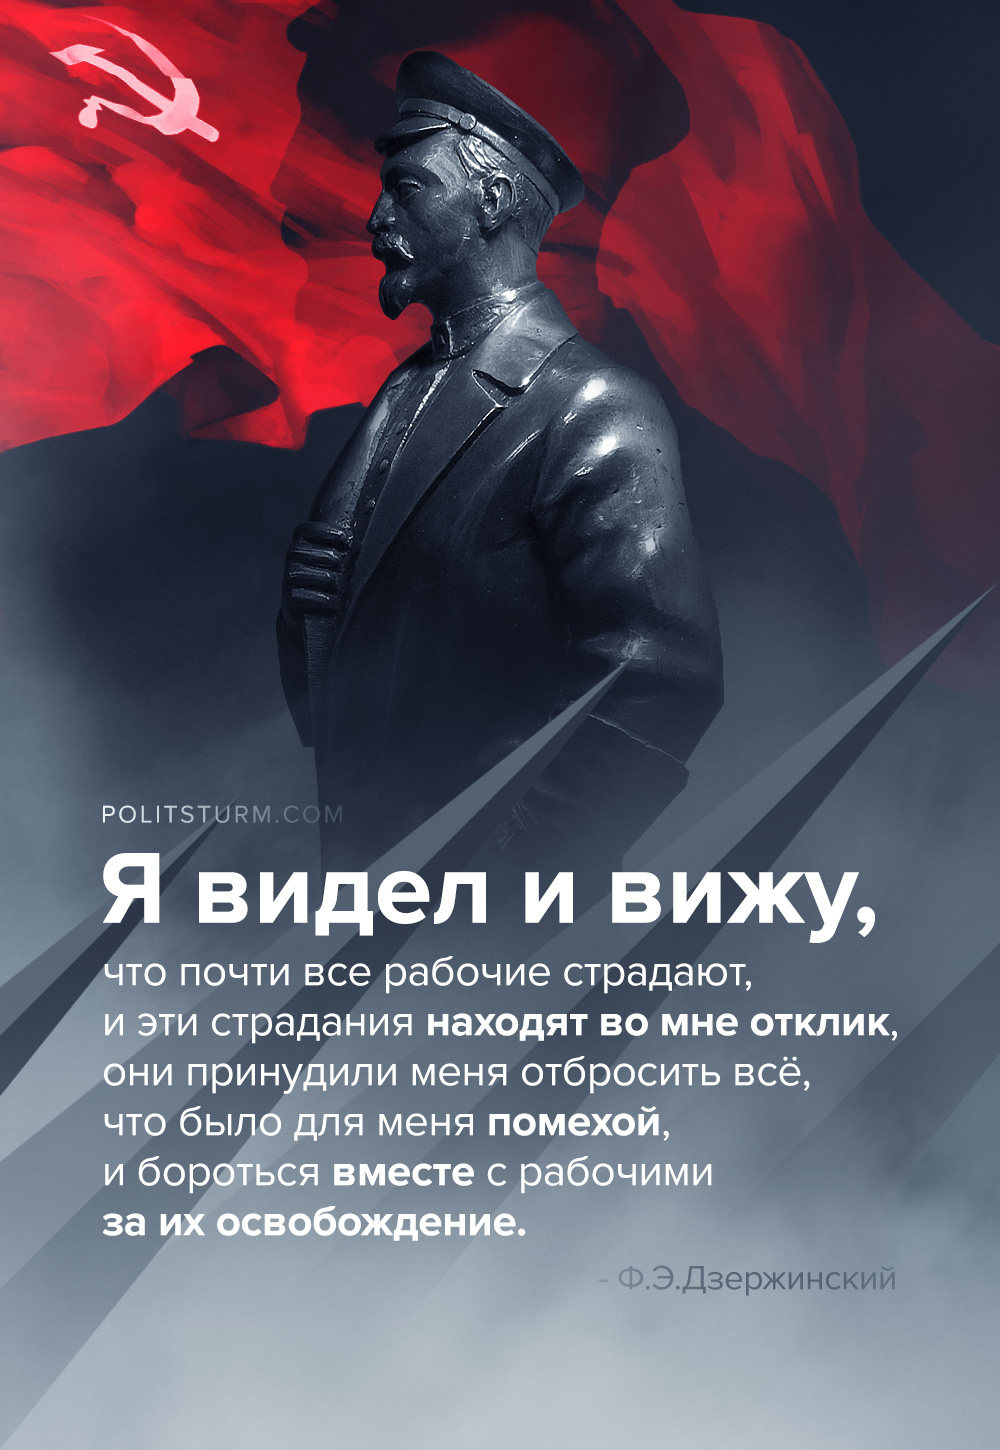 POLITSTURM.COM
Я видел и вижу,
что почти все рабочие страдают,
и эти страдания находят во мне отклик,
они принудили меня отбросить всё,
что было для меня помехой,
и бороться вместе с рабочими
за их освобождение.
- Ф.Э.Дзержинский